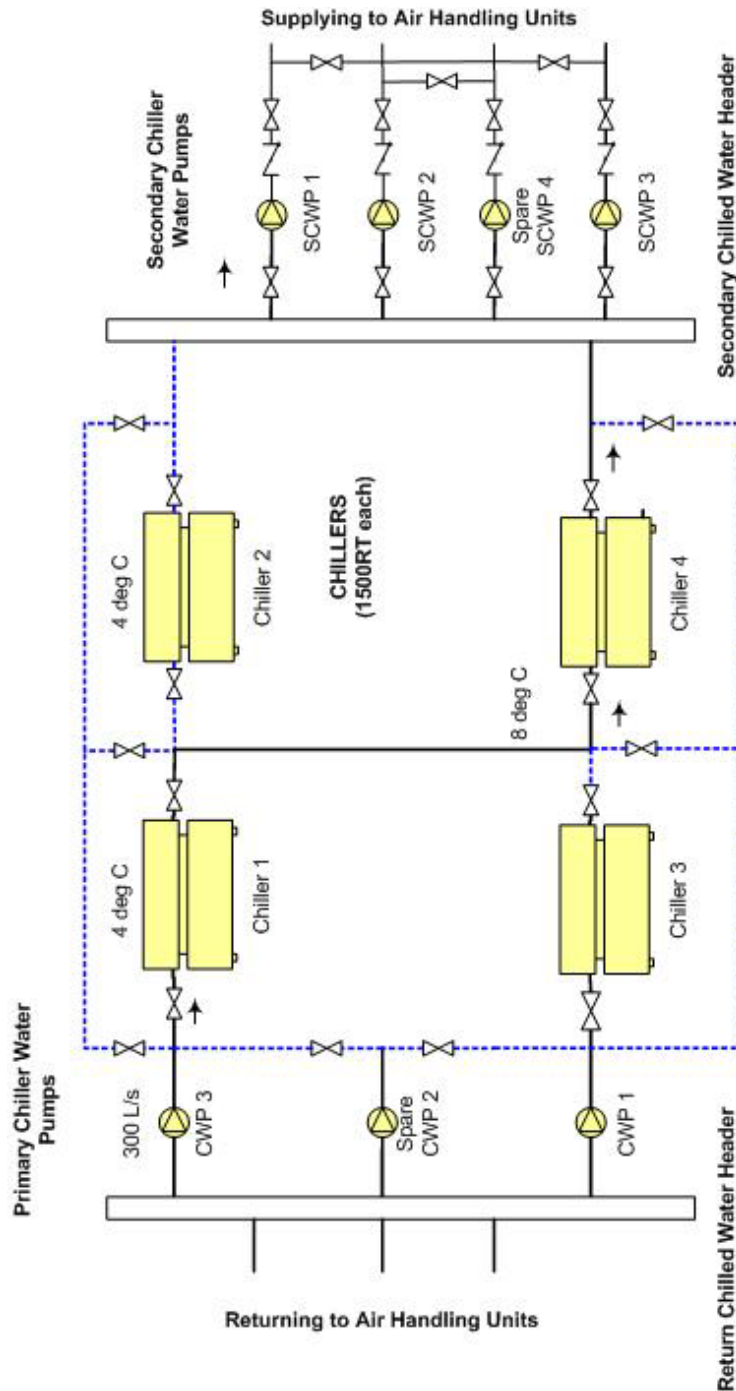 Supplying to Air Handling Units
Secondary Chiller
Water Pumps
SCWP 1
SCWP 2
Spare
SCWP 4
SCWP 3
Secondary Chilled Water Header
4 deg C
Chiller 2
CHILLERS
(1500RT each)
Chiller 4
8 deg C
4 deg C
Chiller 1
Chiller 3
Primary Chiller Water
Pumps
300 L/s
CWP 3
Spare
CWP 2
CWP 1
Return Chilled Water Header
Returning to Air Handling Units